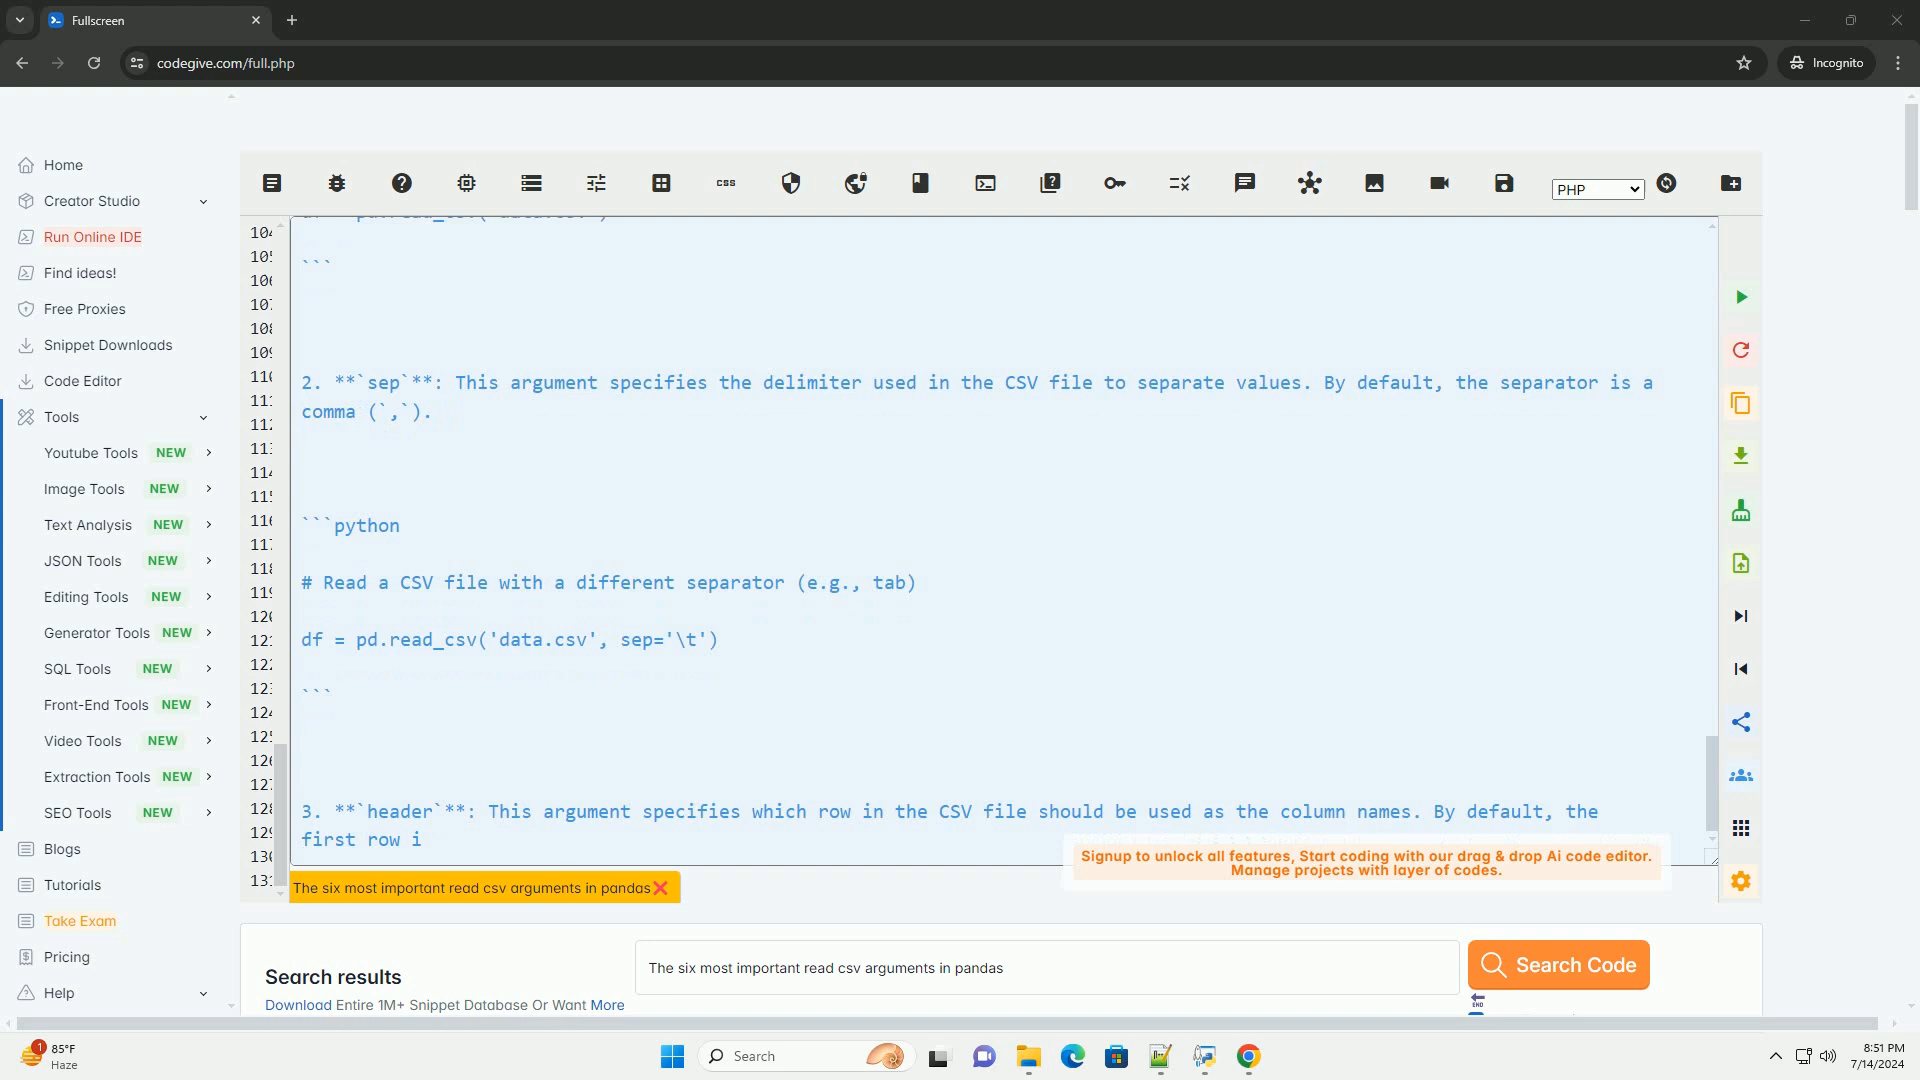 Fullscreen
codegive.com/full.php
Incognito
Home
Creator Studio
Run Online IDE
Find ideas!
Free Proxies
Snippet Downloads
Code Editor
Tools
Youtube Tools NEW
Image Tools NEW
Text Analysis NEW
JSON Tools NEW
Editing Tools NEW
Generator Tools NEW
SQL Tools NEW
Front-End Tools NEW
Video Tools NEW
Extraction Tools NEW
SEO Tools NEW
Blogs
Tutorials
Take Exam
Pricing
Help
css
PHP
```
2. **`sep`**: This argument specifies the delimiter used in the CSV file to separate values. By default, the separator is a
comma (`,`).
```python
# Read a CSV file with a different separator (e.g., tab)
df = pd.read_csv('data.csv', sep='\t')
```
3. **`header`**: This argument specifies which row in the CSV file should be used as the column names. By default, the
first row i
Signup to unlock all features, Start coding with our drag & drop Ai code editor.
Manage projects with layer of codes.
The six most important read csv arguments in pandas
Search results
Download Entire 1M+ Snippet Database Or Want More
The six most important read csv arguments in pandas
Search Code
END
1
85°F
Haze
Search
8:51 PM
7/14/2024